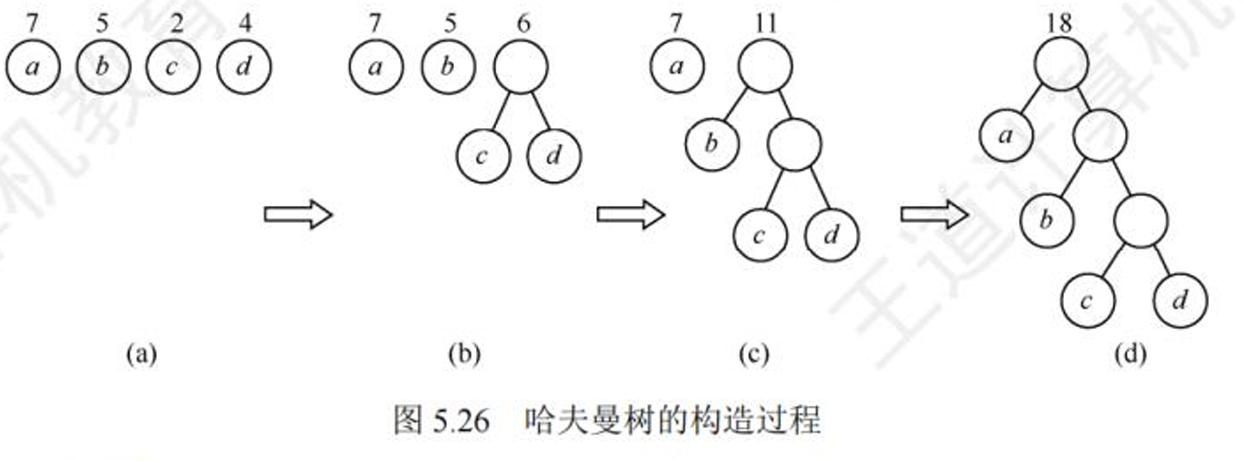 7 5 2 4 7 5 6 7 11 18
a b c d a b a a
c d b b
c d c d
(a) (b) (c) (d)
图 5.26 哈夫曼树的构造过程
王道计算机教育